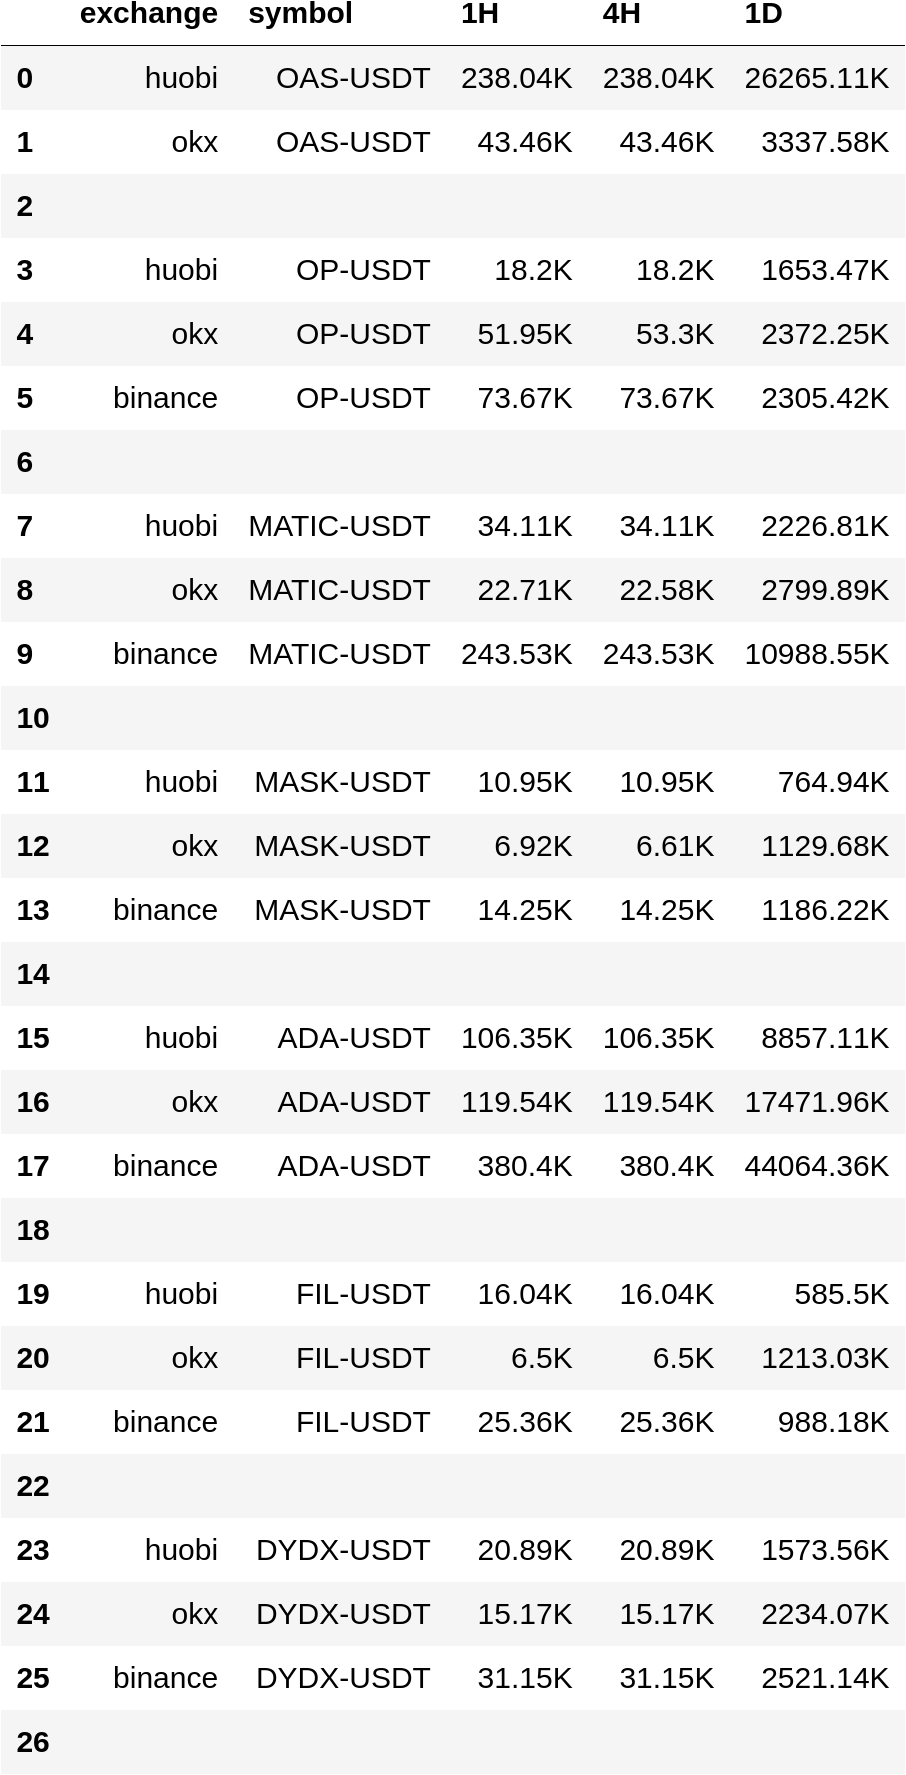 exchange symbol 1H 4H 1D
0 huobi OAS-USDT 238.04K 238.04K 26265.11K
1 okx OAS-USDT 43.46K 43.46K 3337.58K
2
3 huobi OP-USDT 18.2K 18.2K 1653.47K
4 okx OP-USDT 51.95K 53.3K 2372.25K
5 binance OP-USDT 73.67K 73.67K 2305.42K
6
7 huobi MATIC-USDT 34.11K 34.11K 2226.81K
8 okx MATIC-USDT 22.71K 22.58K 2799.89K
9 binance MATIC-USDT 243.53K 243.53K 10988.55K
10
11 huobi MASK-USDT 10.95K 10.95K 764.94K
12 okx MASK-USDT 6.92K 6.61K 1129.68K
13 binance MASK-USDT 14.25K 14.25K 1186.22K
14
15 huobi ADA-USDT 106.35K 106.35K 8857.11K
16 okx ADA-USDT 119.54K 119.54K 17471.96K
17 binance ADA-USDT 380.4K 380.4K 44064.36K
18
19 huobi FIL-USDT 16.04K 16.04K 585.5K
20 okx FIL-USDT 6.5K 6.5K 1213.03K
21 binance FIL-USDT 25.36K 25.36K 988.18K
22
23 huobi DYDX-USDT 20.89K 20.89K 1573.56K
24 okx DYDX-USDT 15.17K 15.17K 2234.07K
25 binance DYDX-USDT 31.15K 31.15K 2521.14K
26